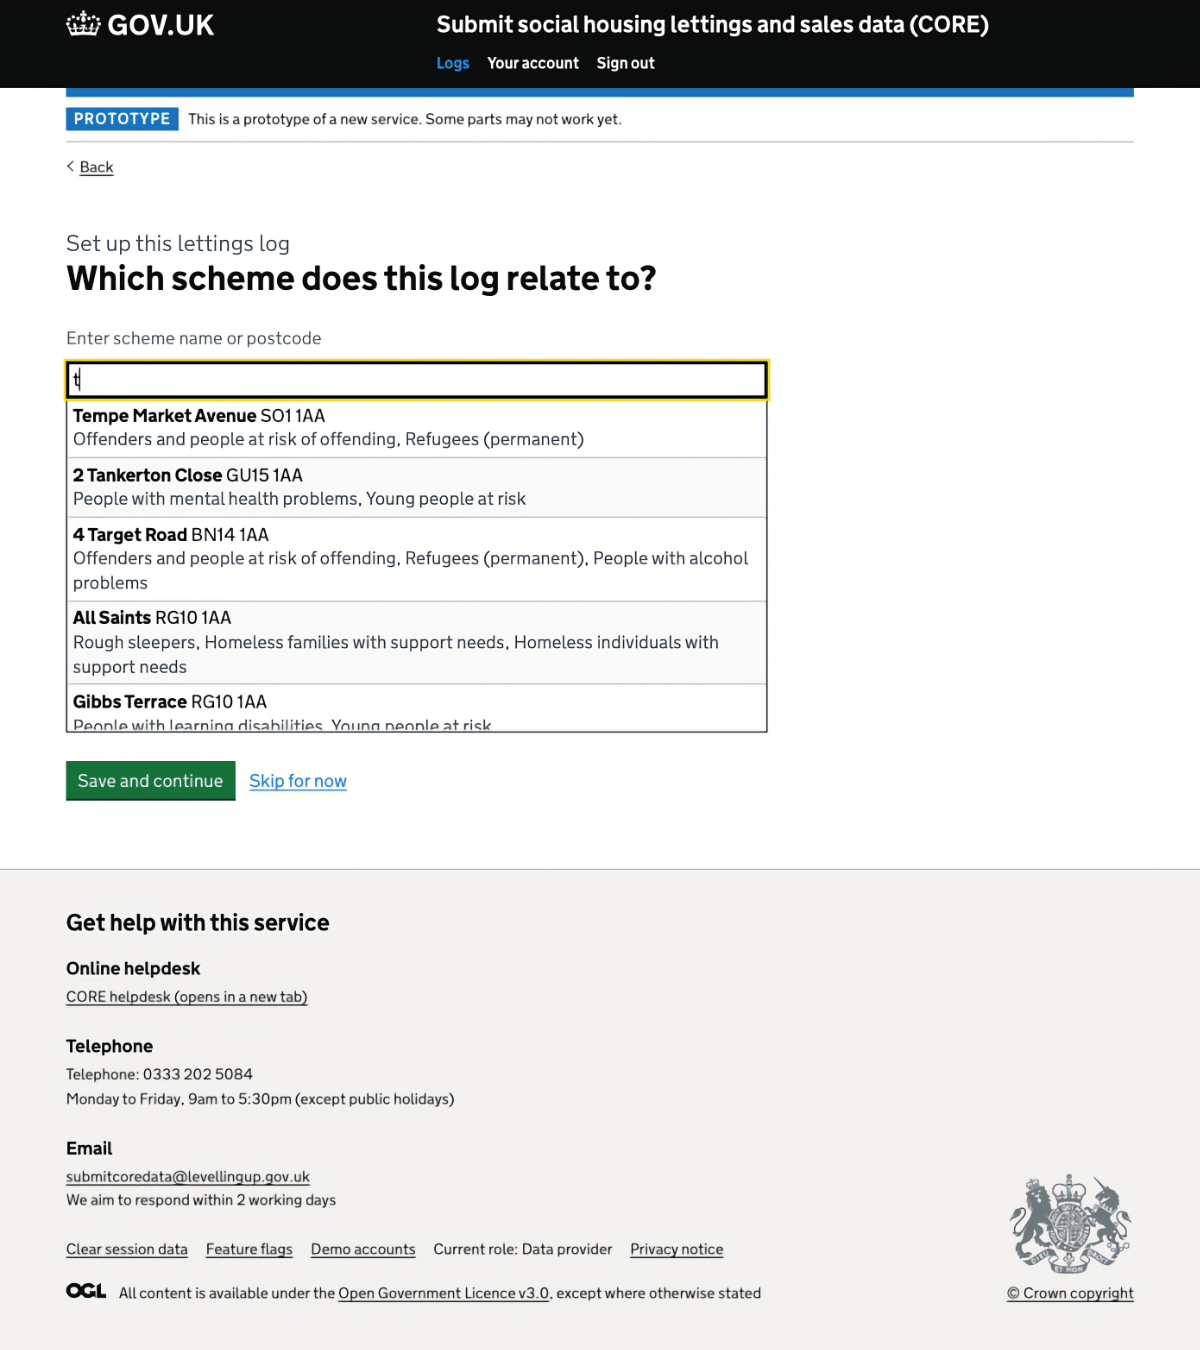 GOV.UK
Submit social housing lettings and sales data (CORE)
Logs Your account Sign out
PROTOTYPE This is a prototype of a new service. Some parts may not work yet.
Back
Set up this lettings log
Which scheme does this log relate to?
Enter scheme name or postcode
t
Tempe Market Avenue SO1 1AA
Offenders and people at risk of offending, Refugees (permanent)
2 Tankerton Close GU15 1AA
People with mental health problems, Young people at risk
4 Target Road BN14 1AA
Offenders and people at risk of offending, Refugees (permanent), People with alcohol
problems
All Saints RG10 1AA
Rough sleepers, Homeless families with support needs, Homeless individuals with
support needs
Gibbs Terrace RG10 1AA
People with learning disabilities, Young people at risk
Save and continue Skip for now
Get help with this service
Online helpdesk
CORE helpdesk (opens in a new tab)
Telephone
Telephone: 0333 202 5084
Monday to Friday, 9am to 5:30pm (except public holidays)
Email
submitcoredata@levellingup.gov.uk
We aim to respond within 2 working days
Clear session data Feature flags Demo accounts Current role: Data provider Privacy notice
OGL All content is available under the Open Government Licence v3.0, except where otherwise stated
© Crown copyright